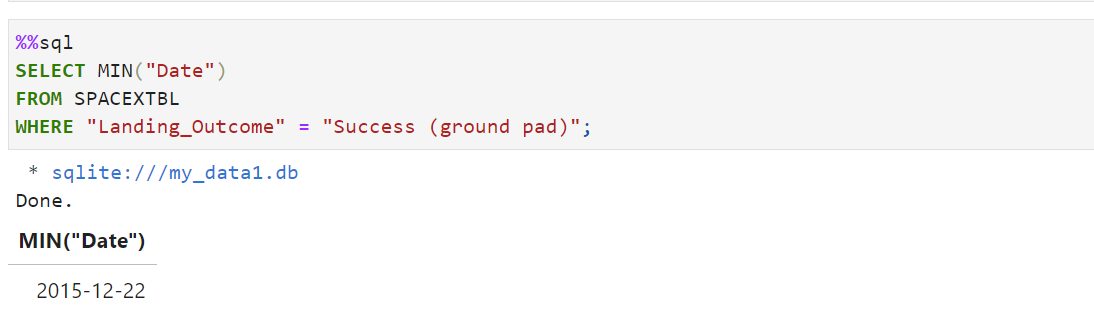 %%sql
SELECT MIN("Date")
FROM SPACEXTBL
WHERE "Landing_Outcome" = "Success (ground pad)";
* sqlite:///my_data1.db
Done.
MIN("Date")
2015-12-22